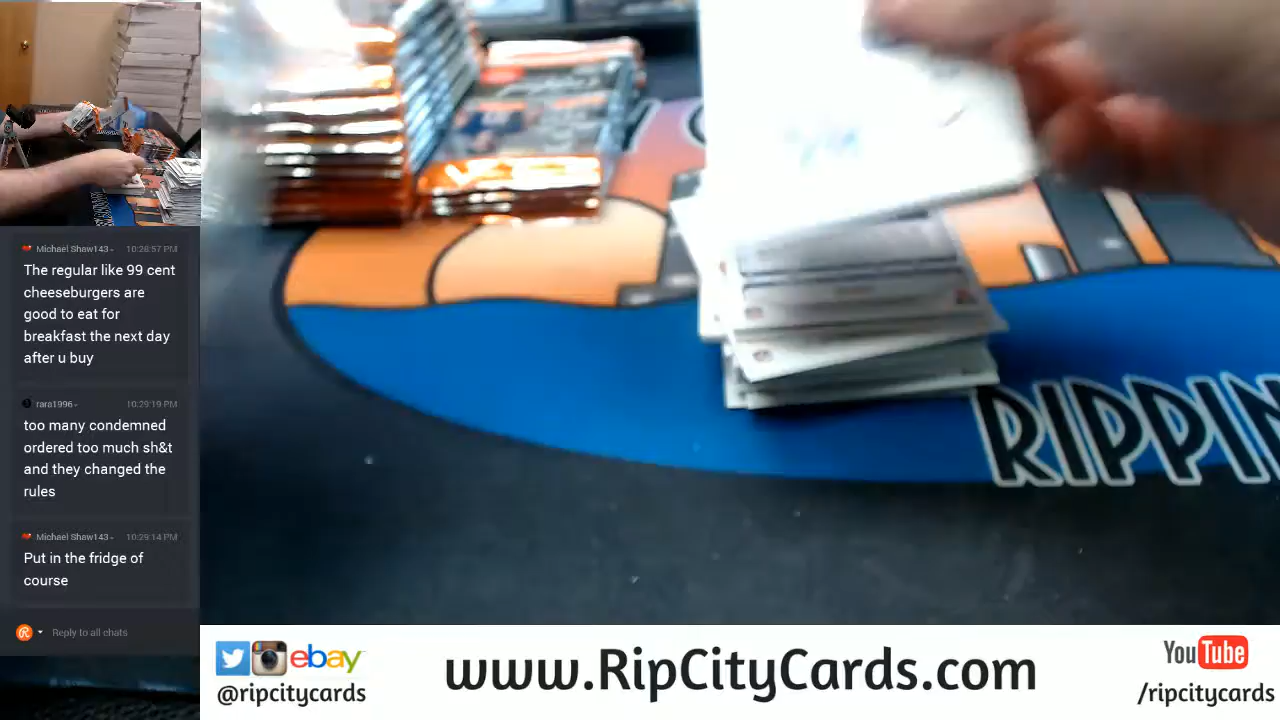 Michael Shaw143 - 10:26:57 PM
The regular like 99 cent
cheeseburgers are
good to eat for
breakfast the next day
after u buy
rara1996 - 10:29:19 PM
too many condemned
ordered too much sh&t
and they changed the
rules
Michael Shaw143 - 10:29:14 PM
Put in the fridge of
course
Reply to all chats
RIPPIN
ebay
@ripcitycards
www.RipCityCards.com
YouTube
/ripcitycards